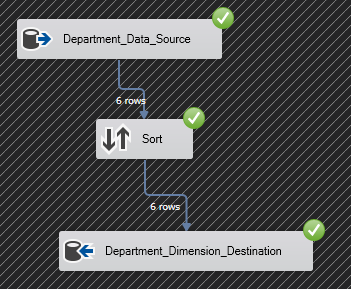 Department_Data_Source
6 rows
Sort
6 rows
Department_Dimension_Destination